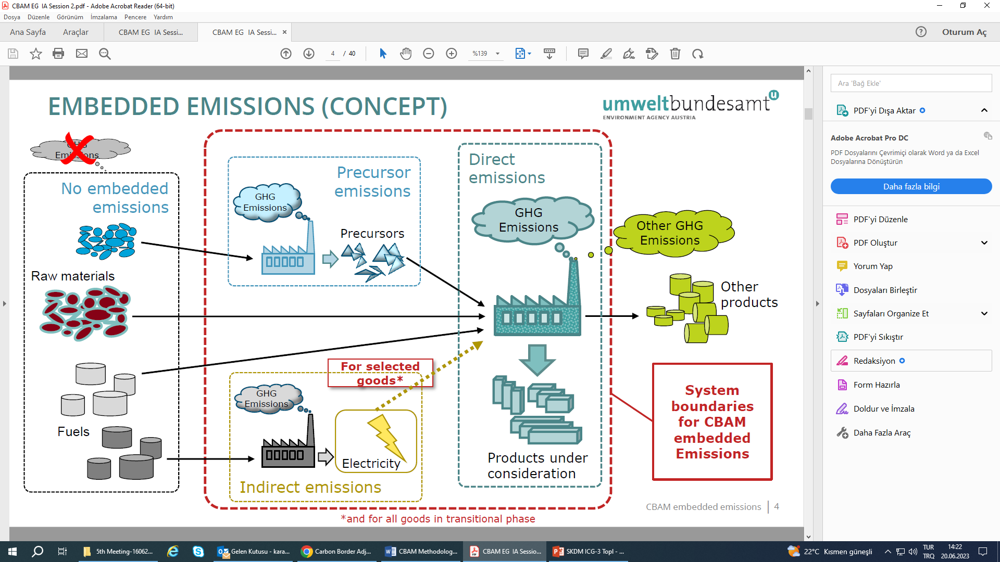 CBAM EG  IA Session 2.pdf - Adobe Acrobat Reader (64-bit)
Dosya Düzenle Görünüm İmzalama Pencere Yardım
Ana Sayfa Araçlar CBAM EG  IA Sessi... CBAM EG  IA Sessi... Oturum Aç
4 / 40 %139
EMBEDDED EMISSIONS (CONCEPT)
umweltbundesamt u
ENVIRONMENT AGENCY AUSTRIA
GHG
Emissions
No embedded
emissions
Raw materials
Fuels
Precursor
emissions
GHG
Emissions
Precursors
For selected
goods*
GHG
Emissions
Electricity
Indirect emissions
Direct
emissions
GHG
Emissions
Products under
consideration
Other GHG
Emissions
Other
products
System
boundaries
for CBAM
embedded
Emissions
CBAM embedded emissions 4
*and for all goods in transitional phase
Ara 'Bağ Ekle'
PDF'yi Dışa Aktar
Adobe Acrobat Pro DC
PDF Dosyalarını Çevrimiçi olarak Word ya da Excel
Dosyalarına Dönüştürün
Daha fazla bilgi
PDF'yi Düzenle
PDF Oluştur
Yorum Yap
Dosyaları Birleştir
Sayfaları Organize Et
PDF'yi Sıkıştır
Redaksiyon
Form Hazırla
Doldur ve İmzala
Daha Fazla Araç
5th Meeting-16062... Gelen Kutusu - kara... Carbon Border Adj... CBAM Methodolog... CBAM EG  IA Sessio... SKDM ICG-3 Topl - ... 22°C Kısmen güneşli TUR 14:22
TRQ 20.06.2023